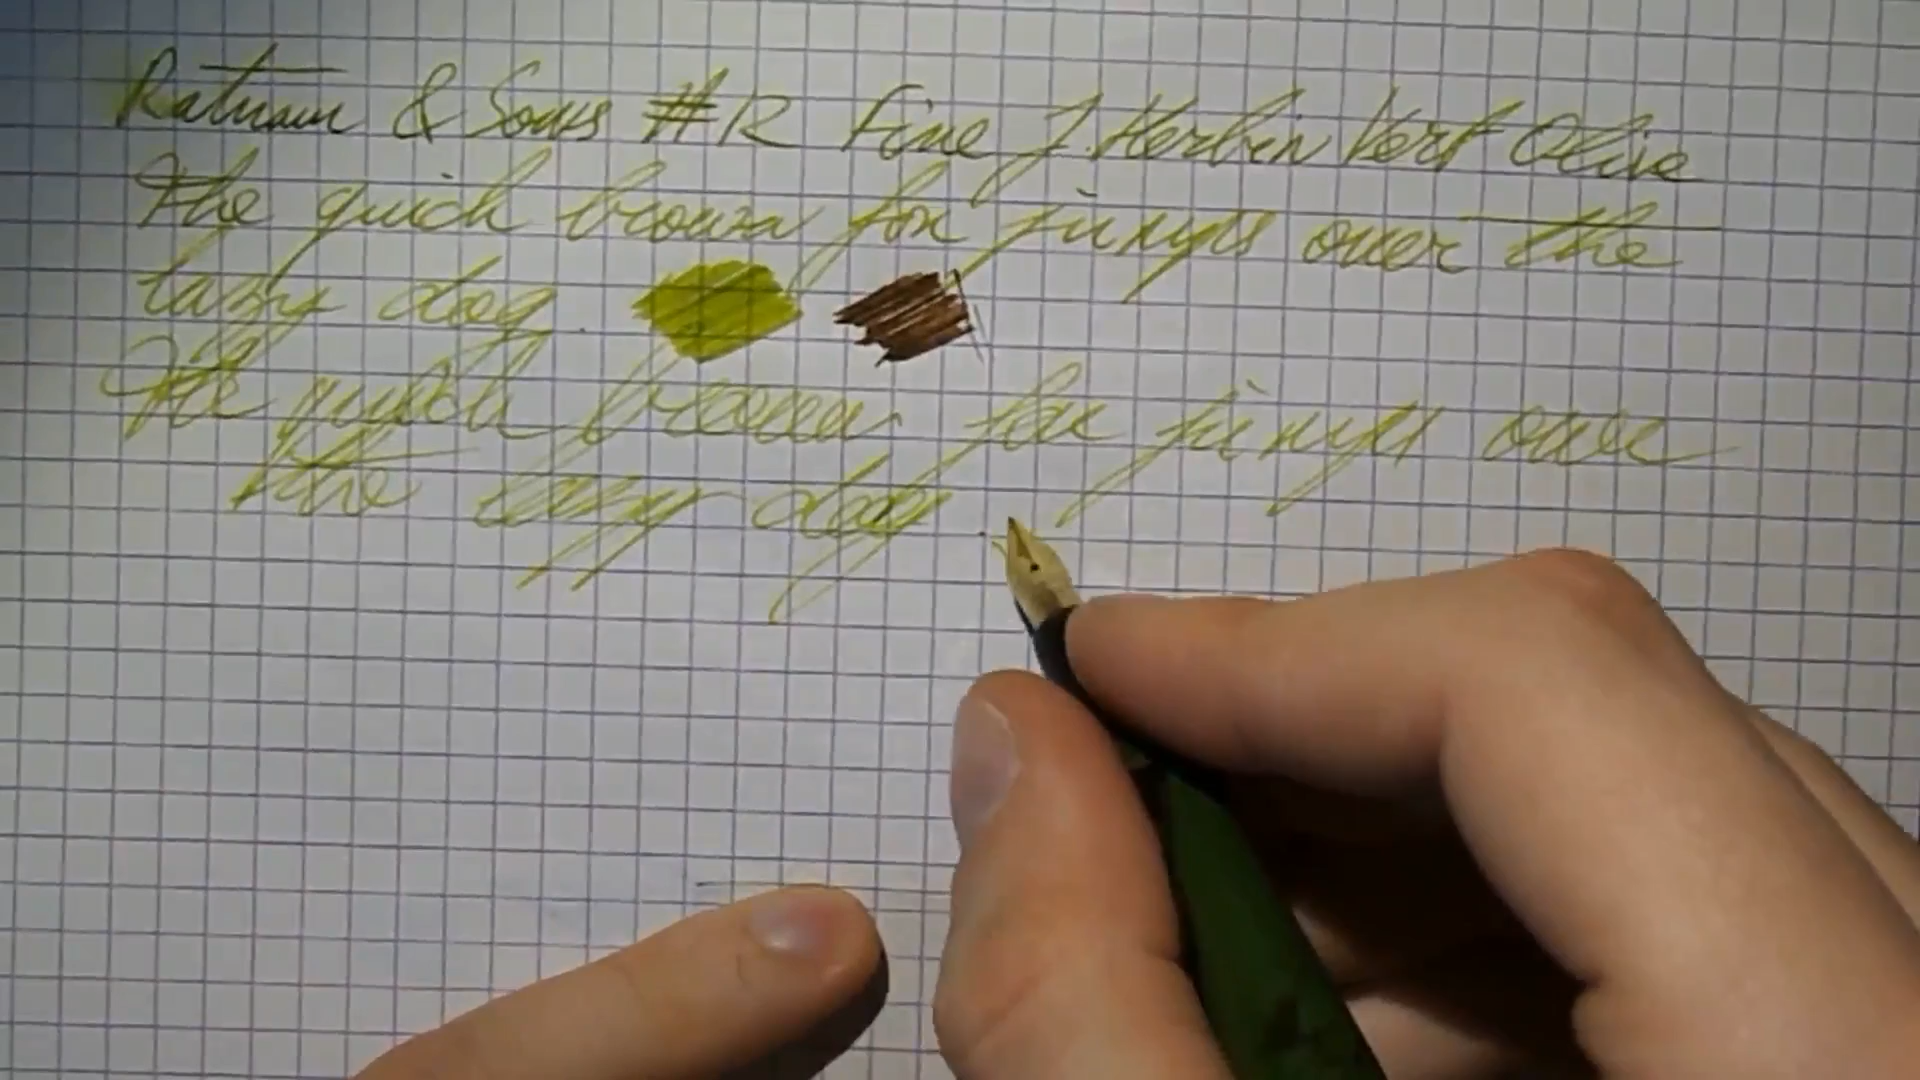 Ratnam & Sons #12 Fine J. Herbin Vert Olive
The quick brown fox jumps over the
lazy dog.
The quick brown fox jumps over
the lazy dog